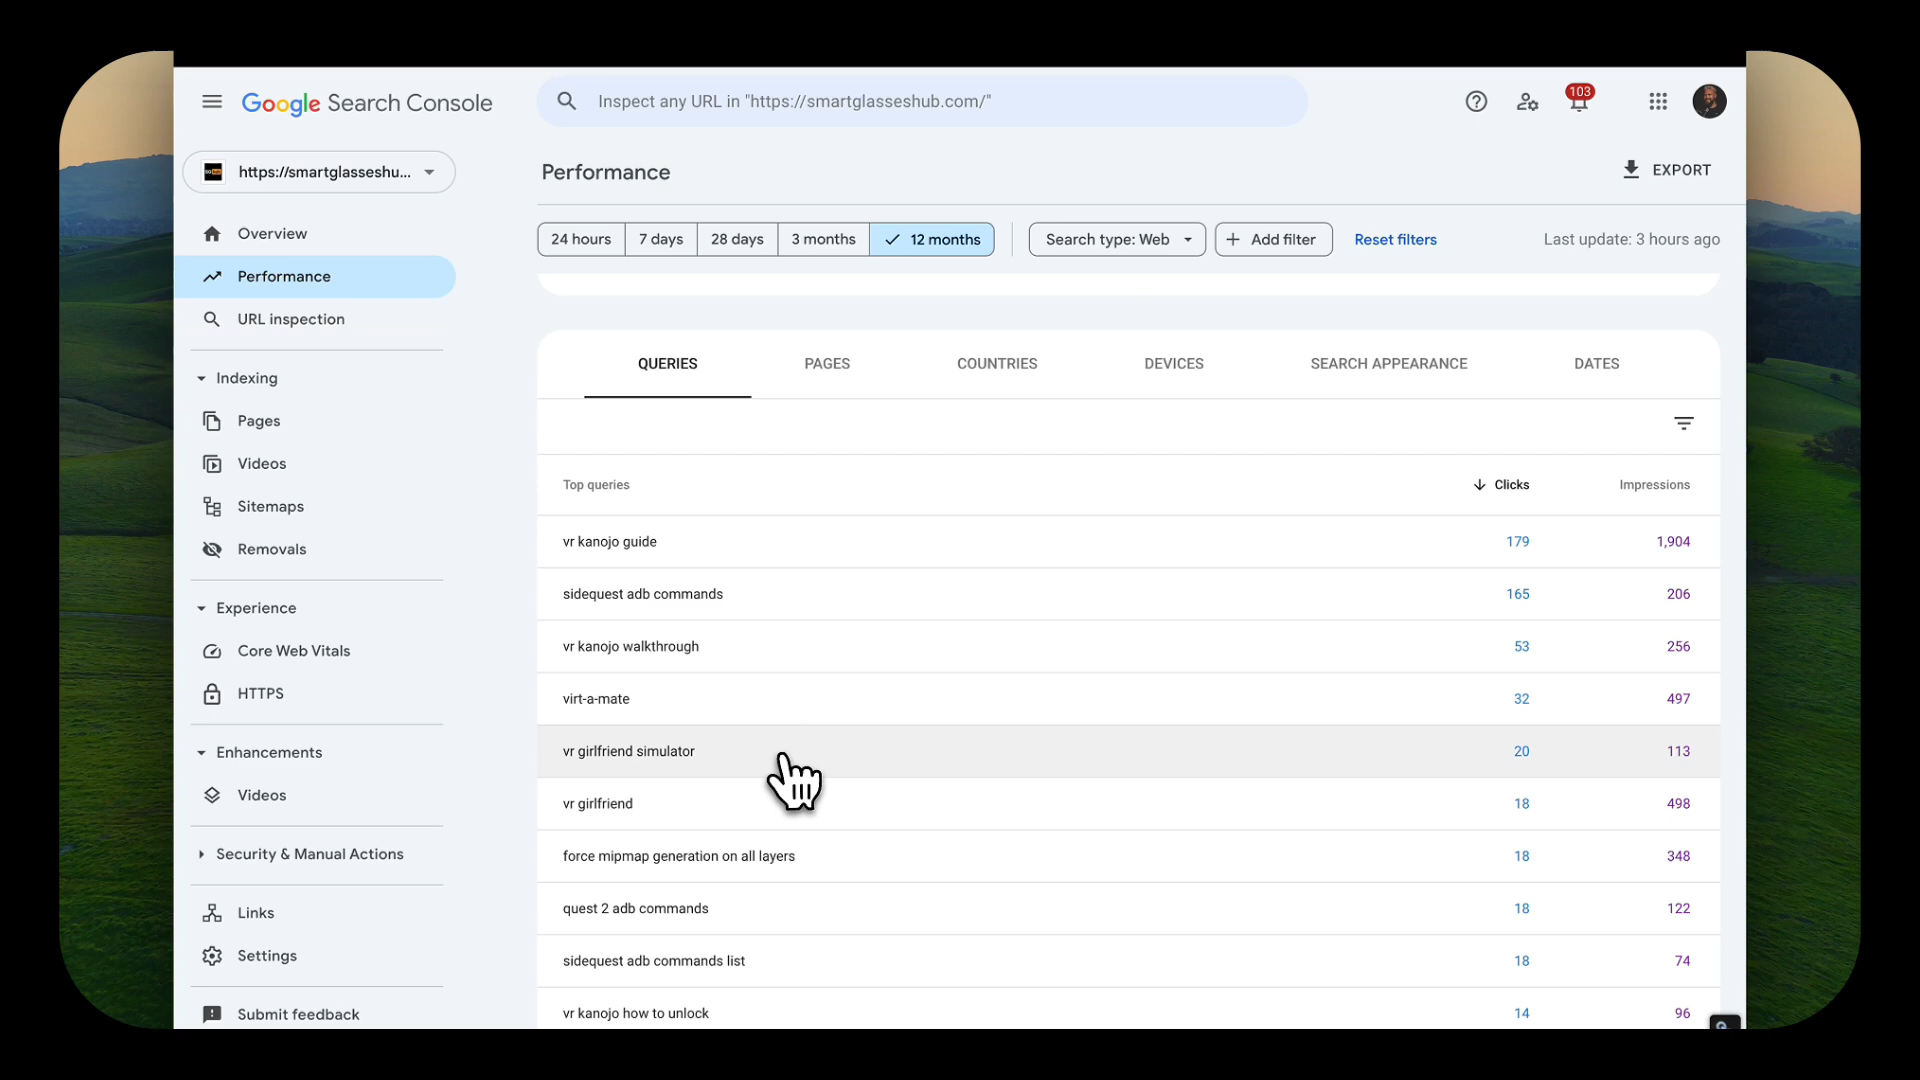 Google Search Console
Inspect any URL in "https://smartglasseshub.com/"
103
https://smartglasseshu...
Performance
EXPORT
24 hours
7 days
28 days
3 months
12 months
Search type: Web
Add filter
Reset filters
Last update: 3 hours ago
Overview
Performance
URL inspection
Indexing
Pages
Videos
Sitemaps
Removals
Experience
Core Web Vitals
HTTPS
Enhancements
Videos
Security & Manual Actions
Links
Settings
Submit feedback
QUERIES
PAGES
COUNTRIES
DEVICES
SEARCH APPEARANCE
DATES
Top queries Clicks Impressions
vr kanojo guide 179 1,904
sidequest adb commands 165 206
vr kanojo walkthrough 53 256
virt-a-mate 32 497
vr girlfriend simulator 20 113
vr girlfriend 18 498
force mipmap generation on all layers 18 348
quest 2 adb commands 18 122
sidequest adb commands list 18 74
vr kanojo how to unlock 14 96